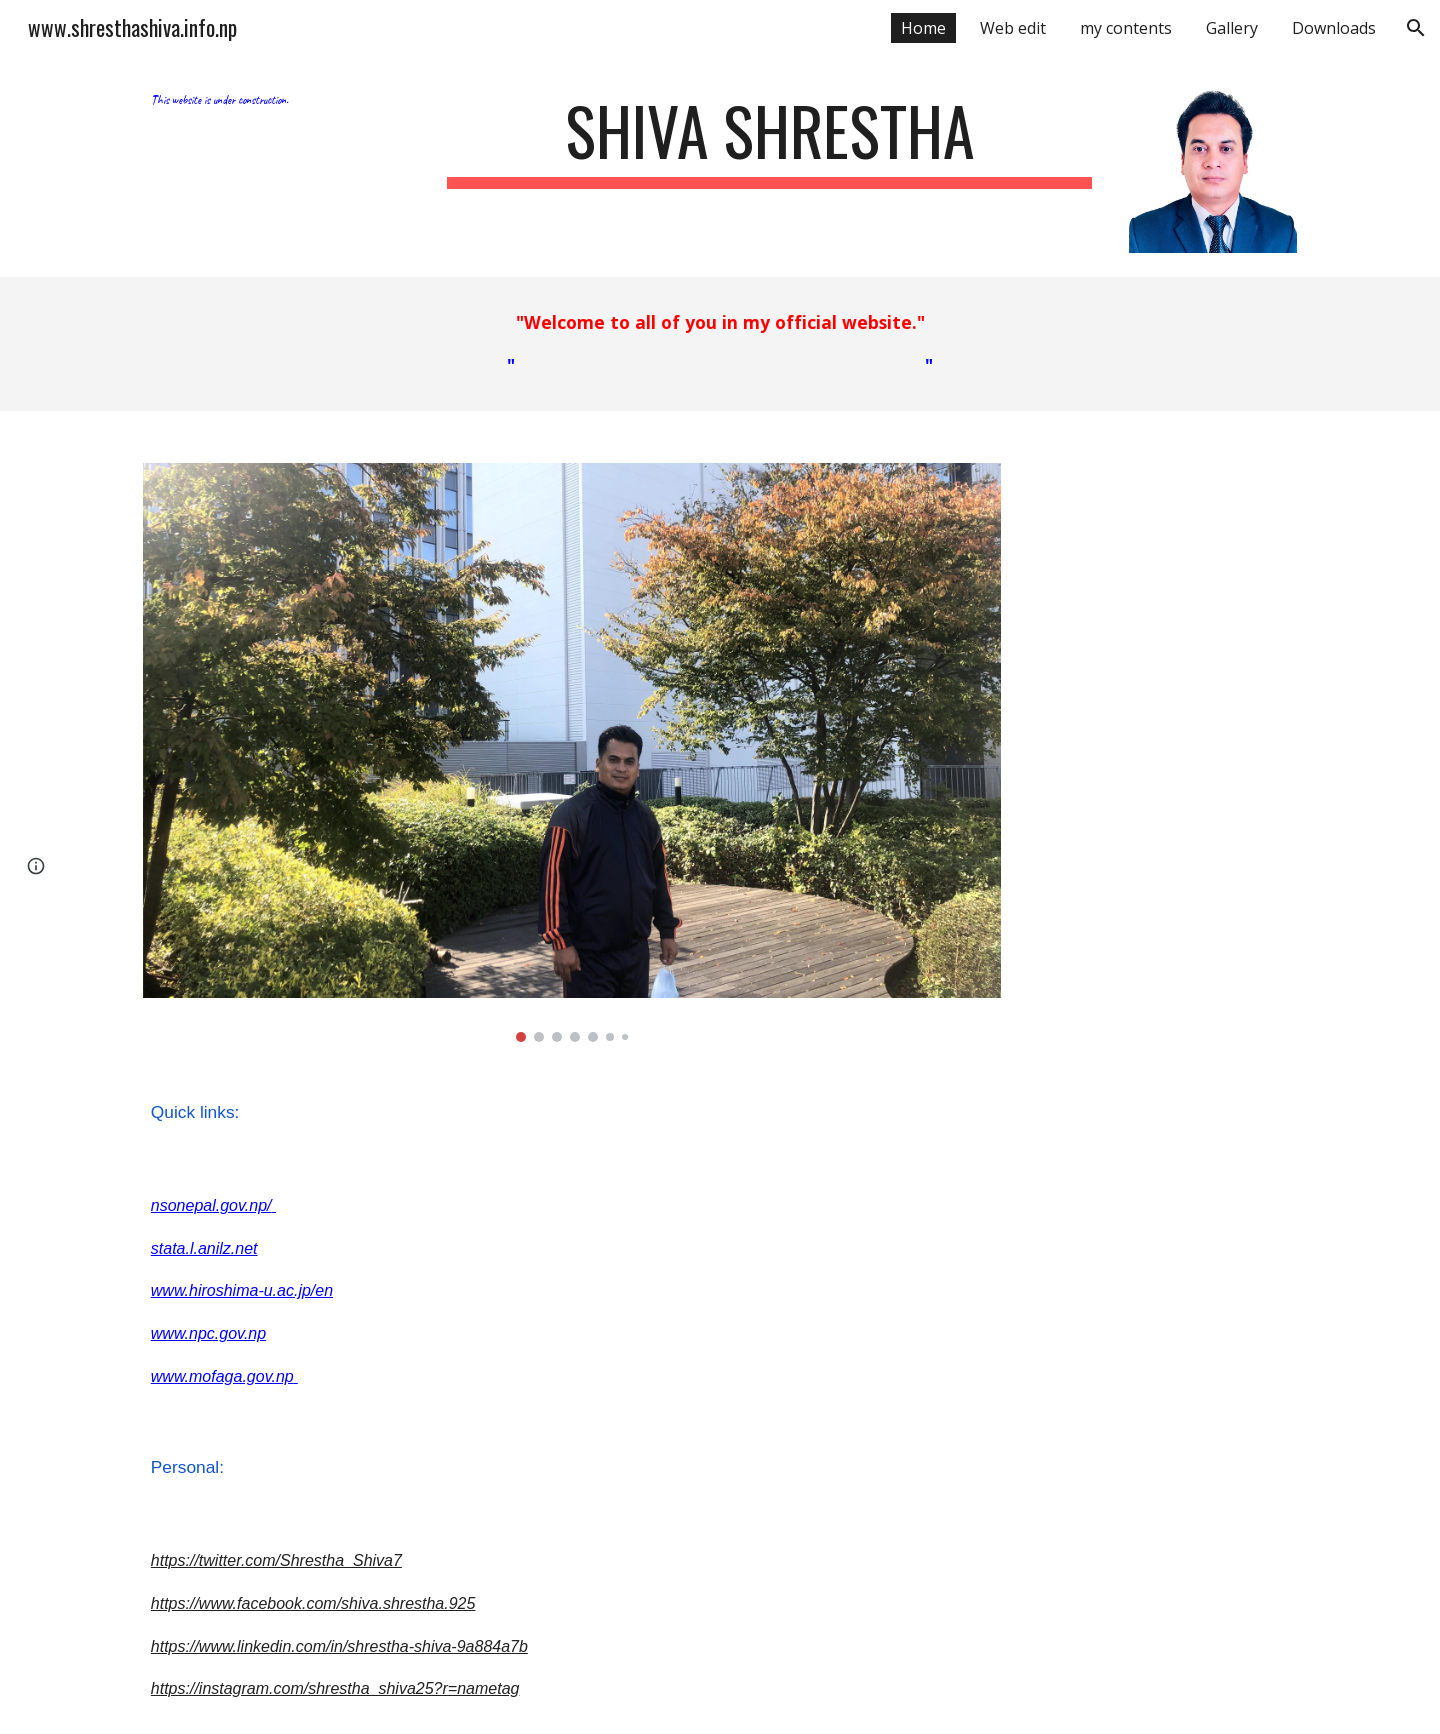 www.shresthashiva.info.np
Home
Web edit
my contents
Gallery
Downloads
This website is under construction.
SHIVA SHRESTHA
"Welcome to all of you in my official website."
" "
Quick links:
nsonepal.gov.np/
stata.l.anilz.net
www.hiroshima-u.ac.jp/en
www.npc.gov.np
www.mofaga.gov.np
Personal:
https://twitter.com/Shrestha_Shiva7
https://www.facebook.com/shiva.shrestha.925
https://www.linkedin.com/in/shrestha-shiva-9a884a7b
https://instagram.com/shrestha_shiva25?r=nametag